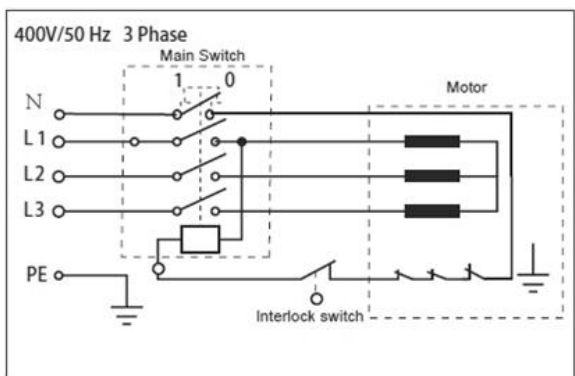 400V/50 Hz 3 Phase
Main Switch
1 0
Motor
N
L1
L2
L3
PE
Interlock switch